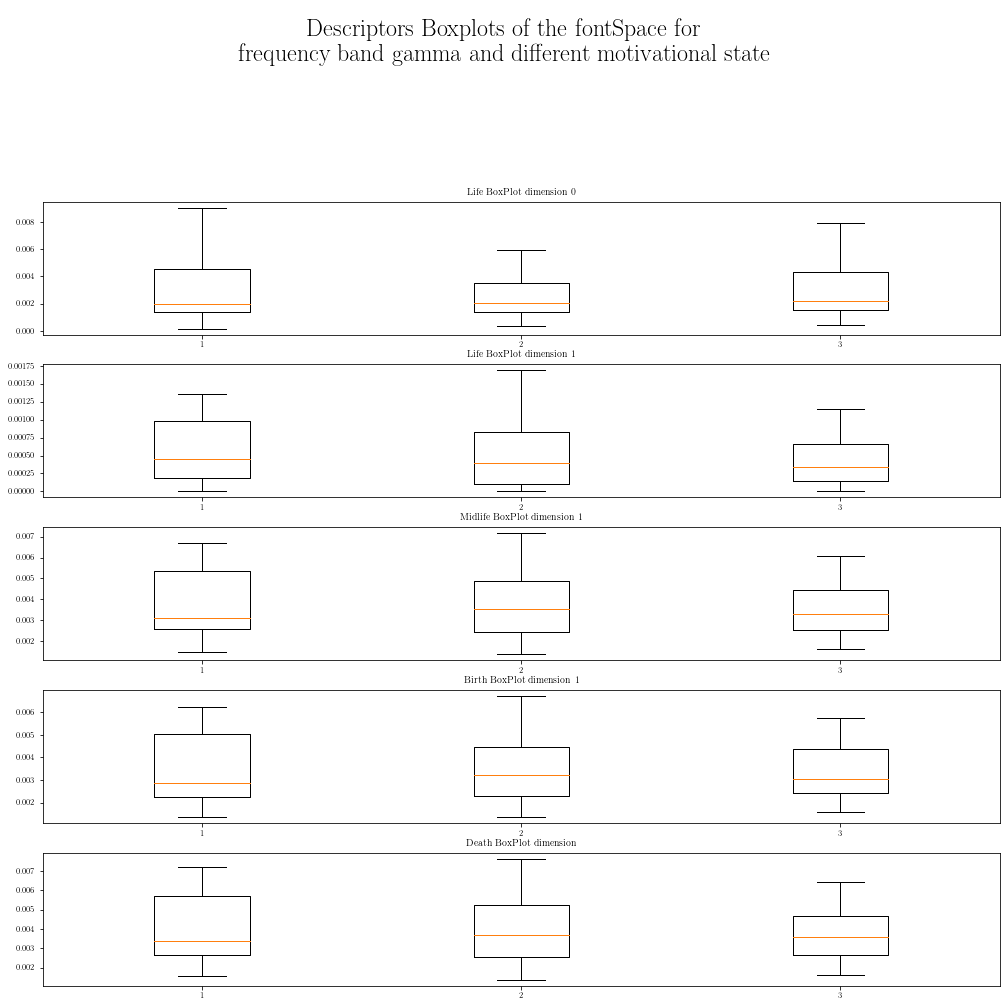 Descriptors Boxplots of the fontSpace for
frequency band gamma and different motivational state
Life BoxPlot dimension 0
0.008
0.006
0.004
0.002
0.000
1 2 3
Life BoxPlot dimension 1
0.00175
0.00150
0.00125
0.00100
0.00075
0.00050
0.00025
0.00000
1 2 3
Midlife BoxPlot dimension 1
0.007
0.006
0.005
0.004
0.003
0.002
1 2 3
Birth BoxPlot dimension 1
0.006
0.005
0.004
0.003
0.002
1 2 3
Death BoxPlot dimension
0.007
0.006
0.005
0.004
0.003
0.002
1 2 3